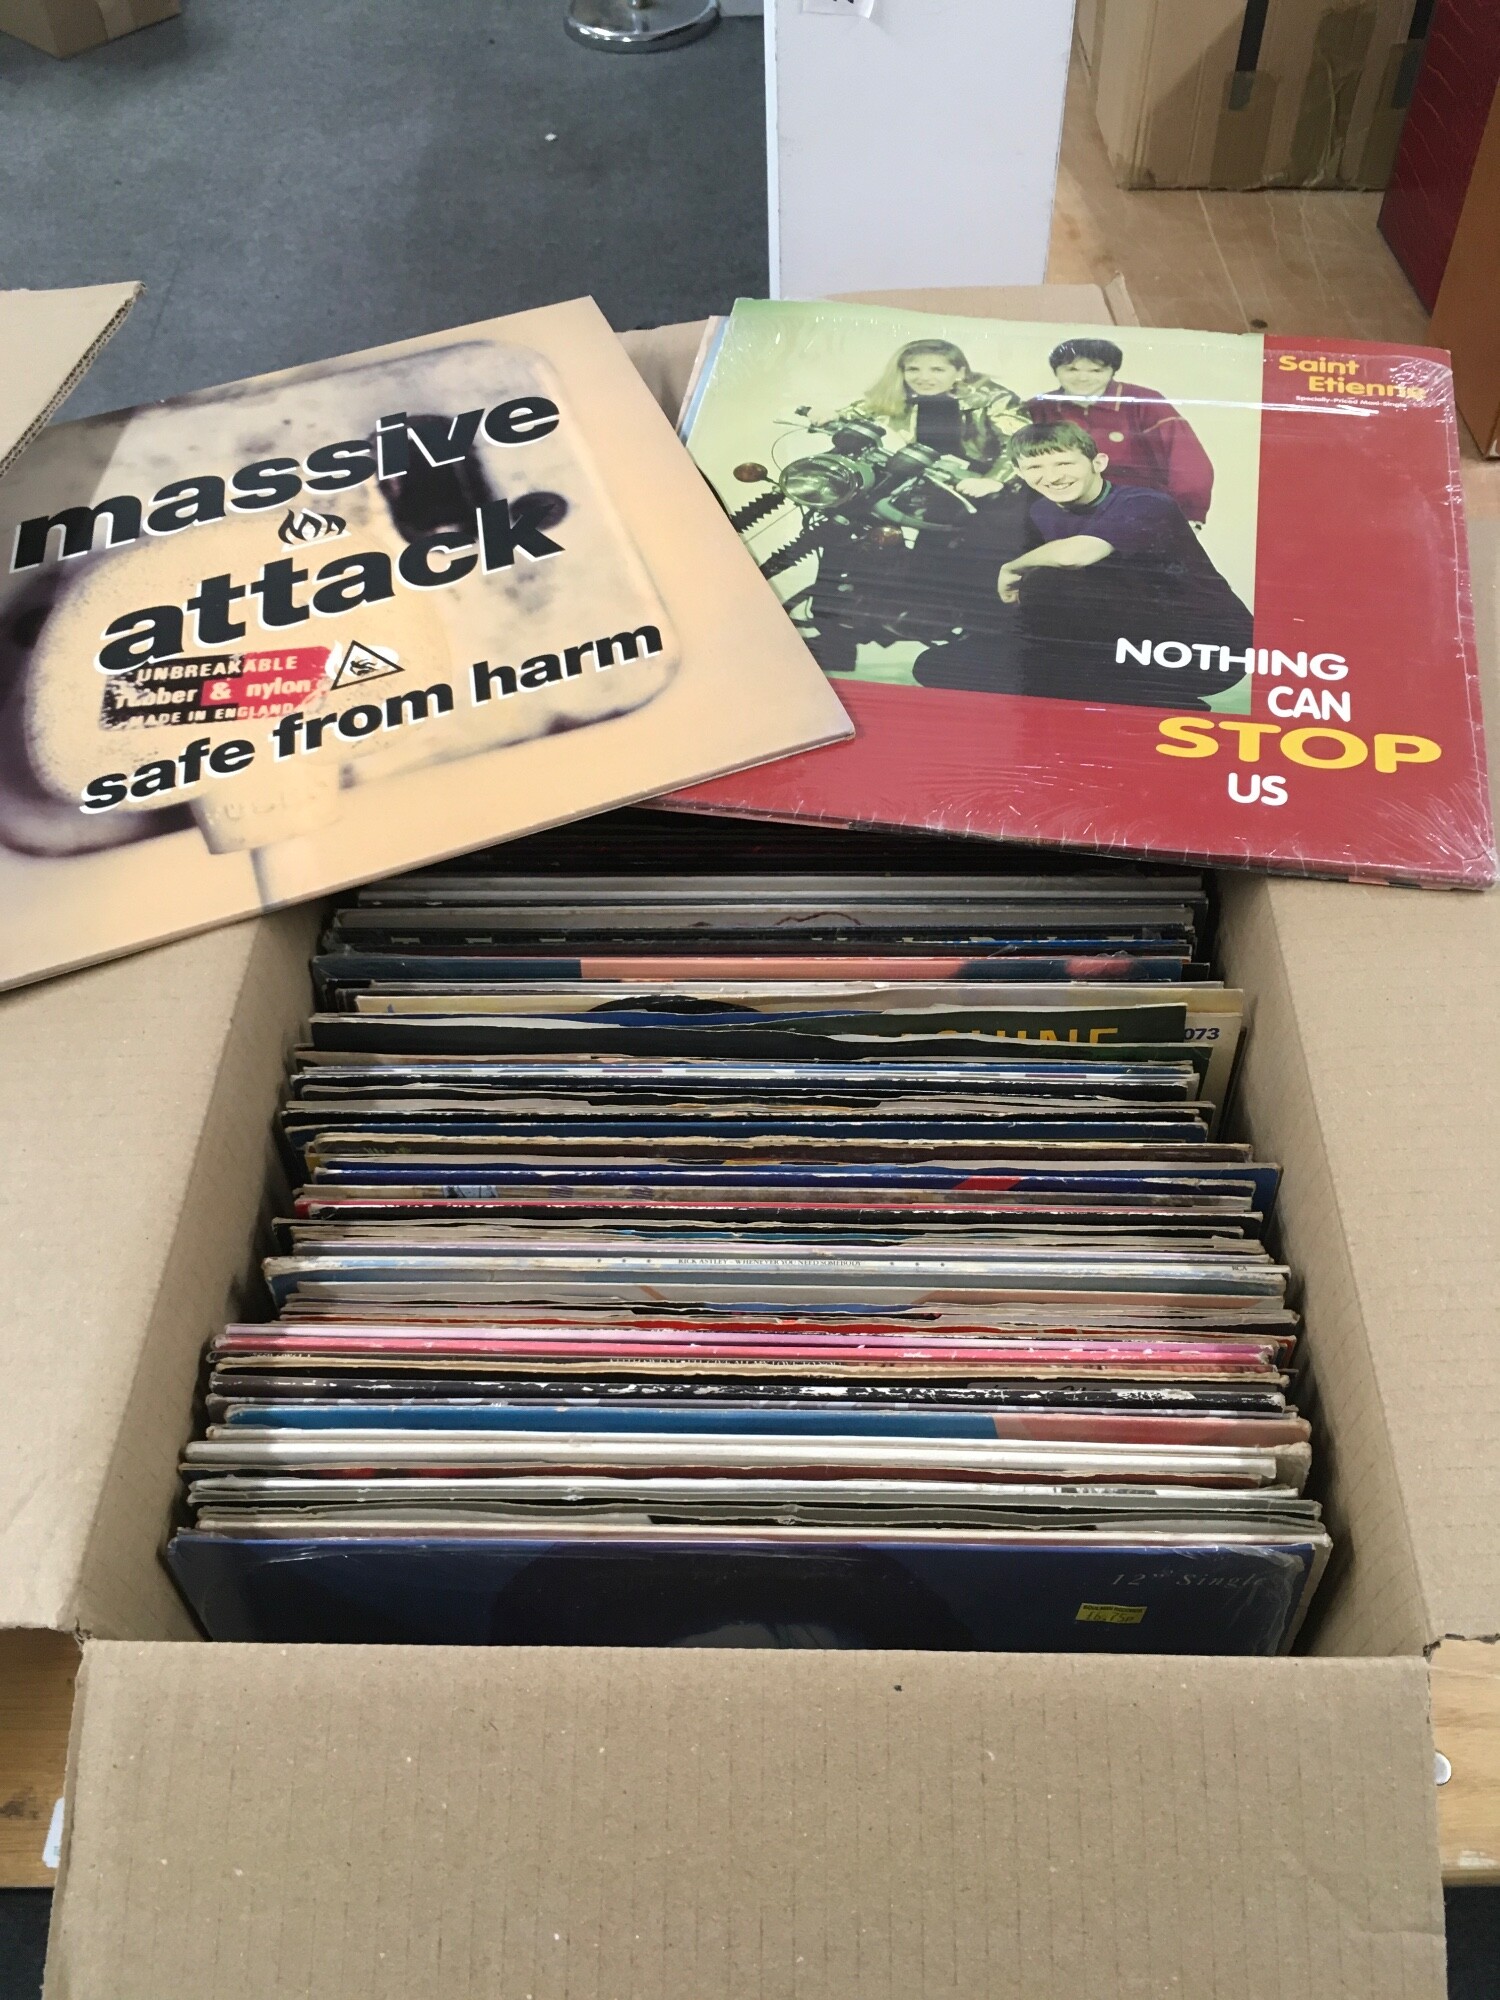 massive
attack
UNBREAKABLE
rubber & nylon
MADE IN ENGLAND
safe from harm
Saint
Etienne
Specially-Priced Maxi-Single
NOTHING
CAN
STOP
US
073
RICK ASTLEY · WHENEVER YOU NEED SOMEBODY
RCA
12" Single